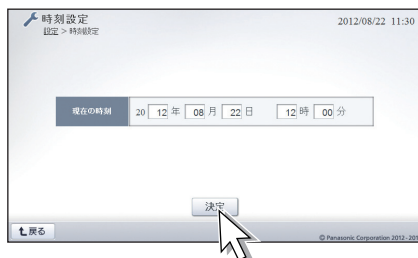 時刻設定
2012/08/22 11:30
設定 > 時刻設定
現在の時刻 20 12 年 08 月 22 日 12 時 00 分
決定
戻る
© Panasonic Corporation 2012-201